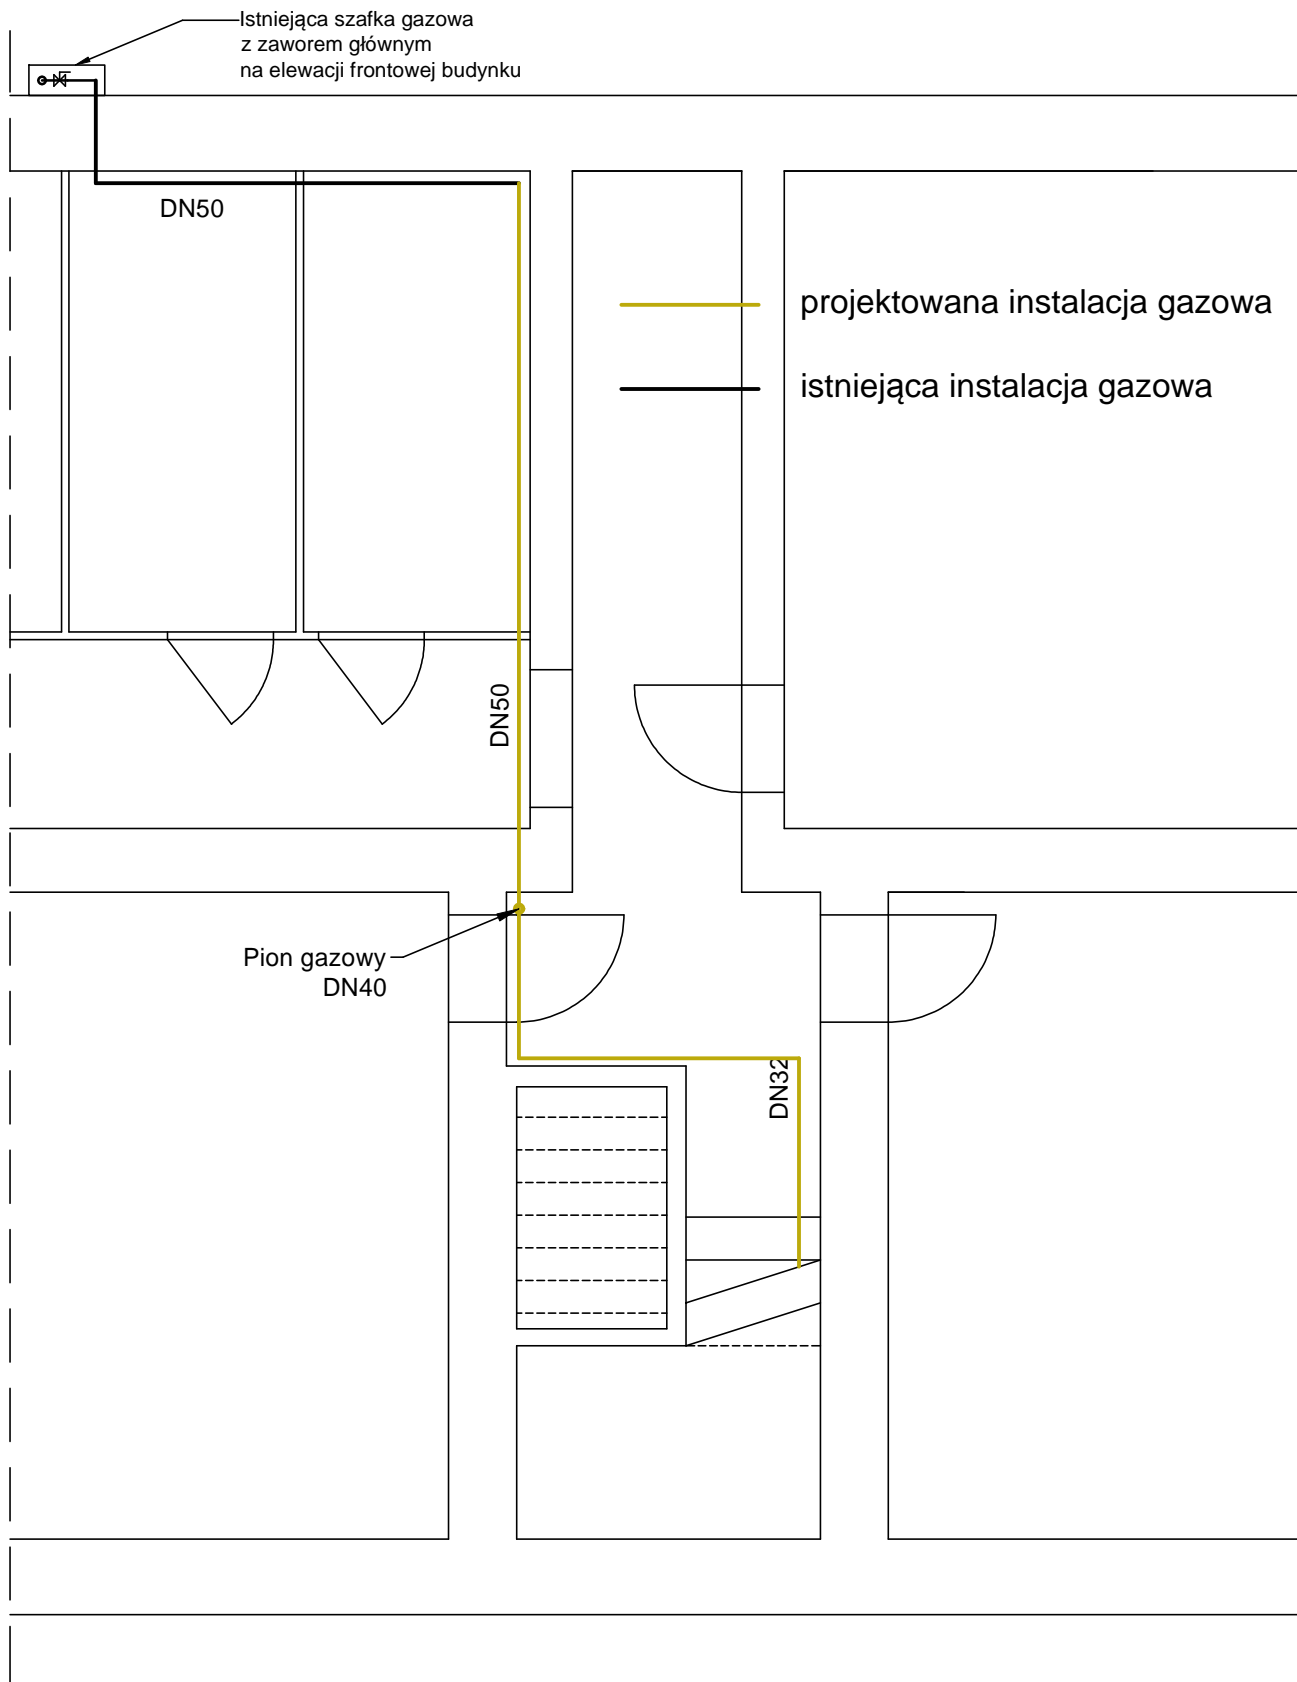 Istniejąca szafka gazowa
z zaworem głównym
na elewacji frontowej budynku
DN50
projektowana instalacja gazowa
istniejąca instalacja gazowa
DN50
Pion gazowy
DN40
DN32